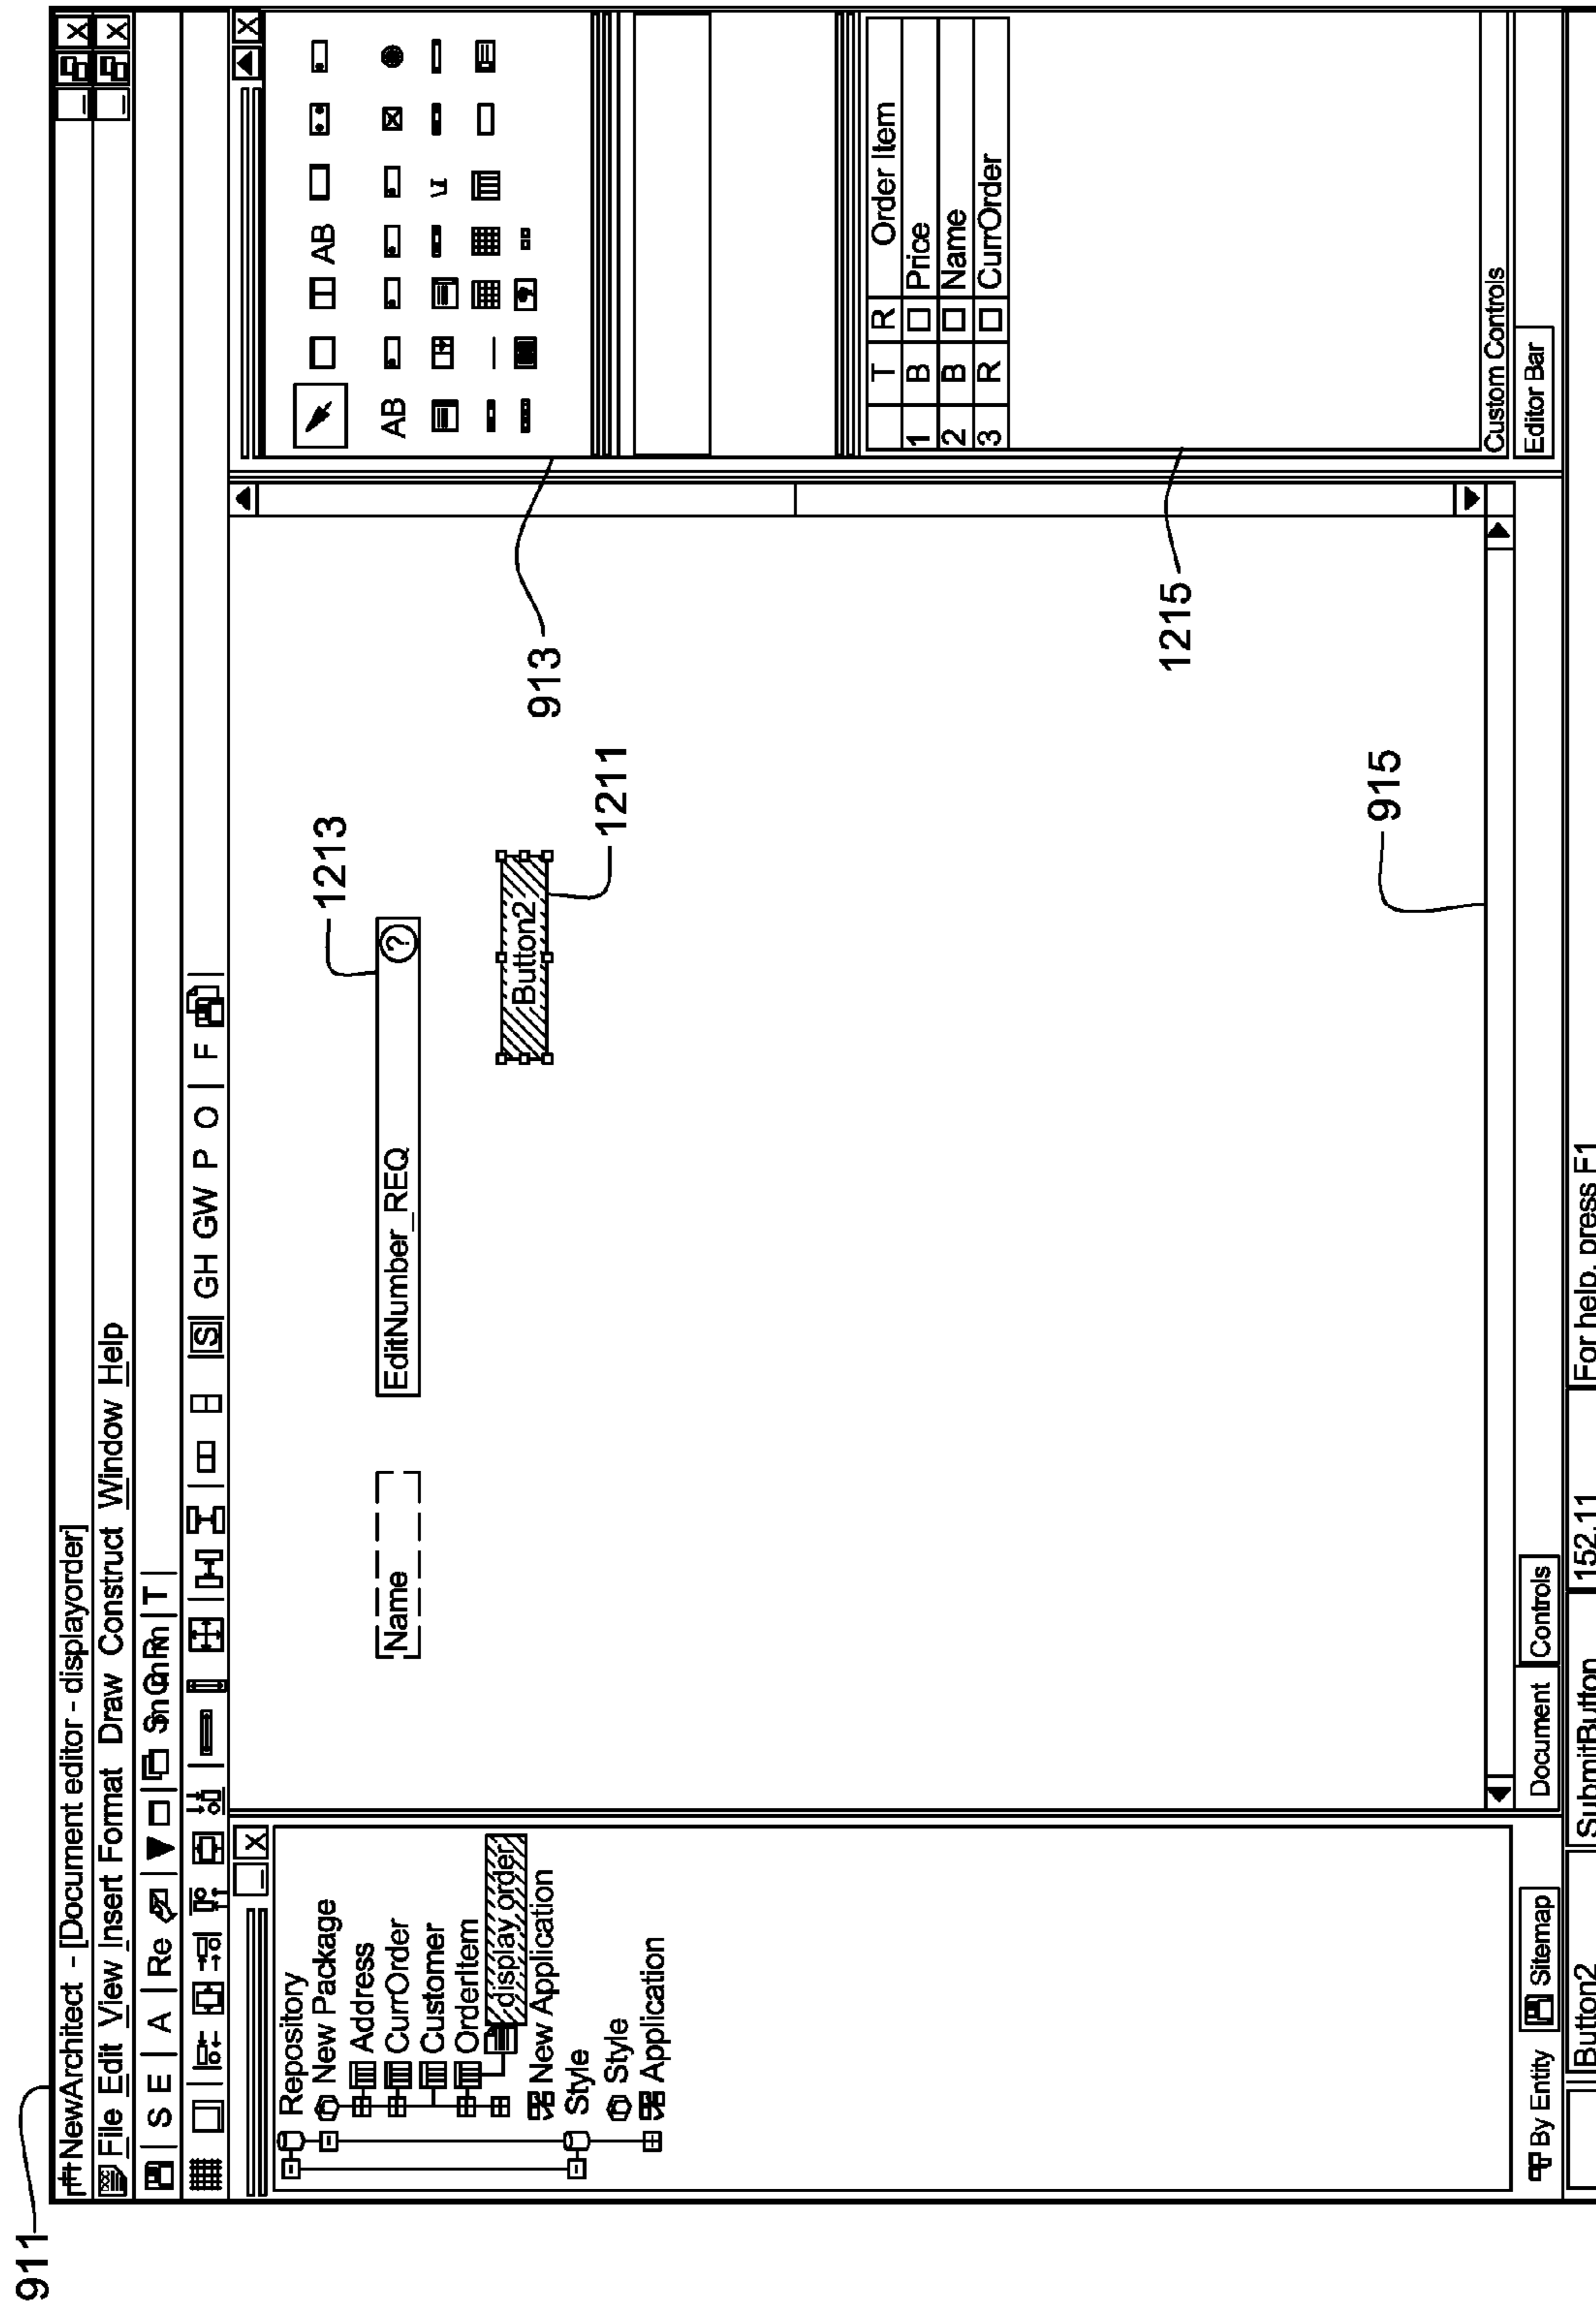 911
NewArchitect - [Document editor - displayorder]
File Edit View Insert Format Draw Construct Window Help
S E | A | Re T
S GH GW P O | F
Repository
New Package
Address
CurrOrder
Customer
OrderItem
display order
New Application
Style
Style
Application
By Entity Sitemap
Name
EditNumber_REQ ?
1213
Button2
1211
913
1215
915
Document Controls
AB
AB
T R Order Item
1 B Price
2 B Name
3 R CurrOrder
Custom Controls
Editor Bar
Button2 SubmitButton 152,11 For help, press F1